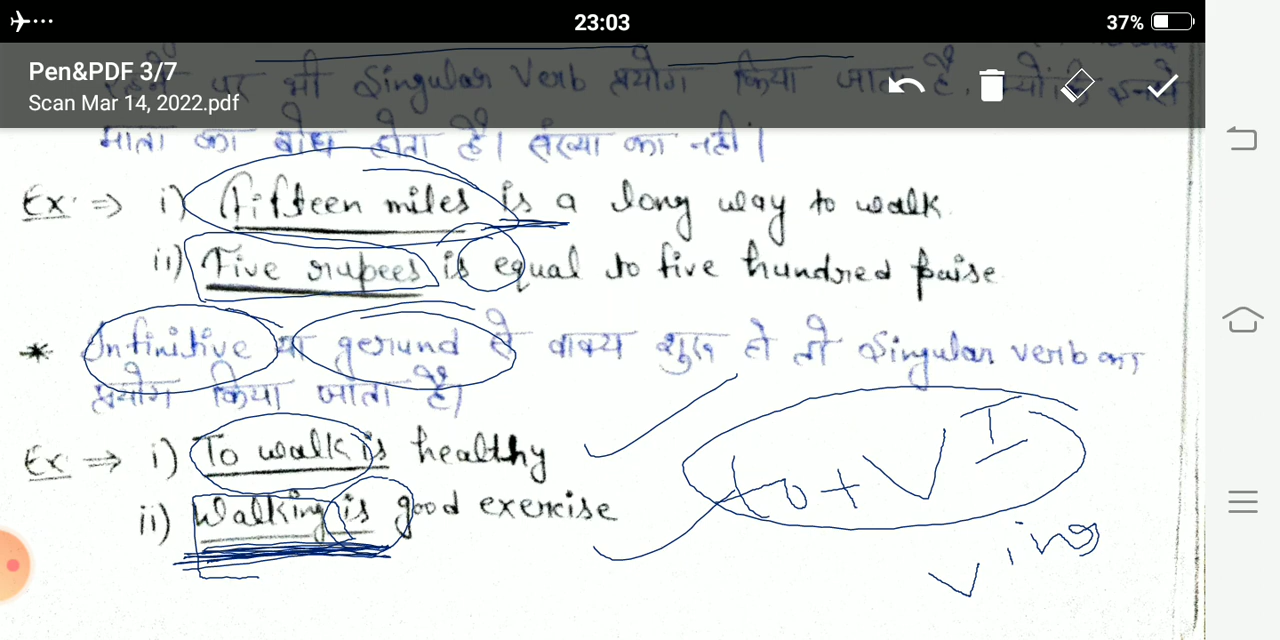 23:03
37%
Pen&PDF 3/7
Scan Mar 14, 2022.pdf
पर भी Singular Verb प्रयोग किया जाता है, क्योंकि इनसे
मात्रा का बोध होता है। संख्या का नही।
Ex: ⇒ i) Fifteen miles is a long way to walk.
ii) Five rupees is equal to five hundred paise
* Infinitive या gerund से वाक्य शुरू हो तो Singular verb का
प्रयोग किया जाता है।
Ex: ⇒ i) To walk is healthy
ii) Walking is good exercise
to + V I
V ing